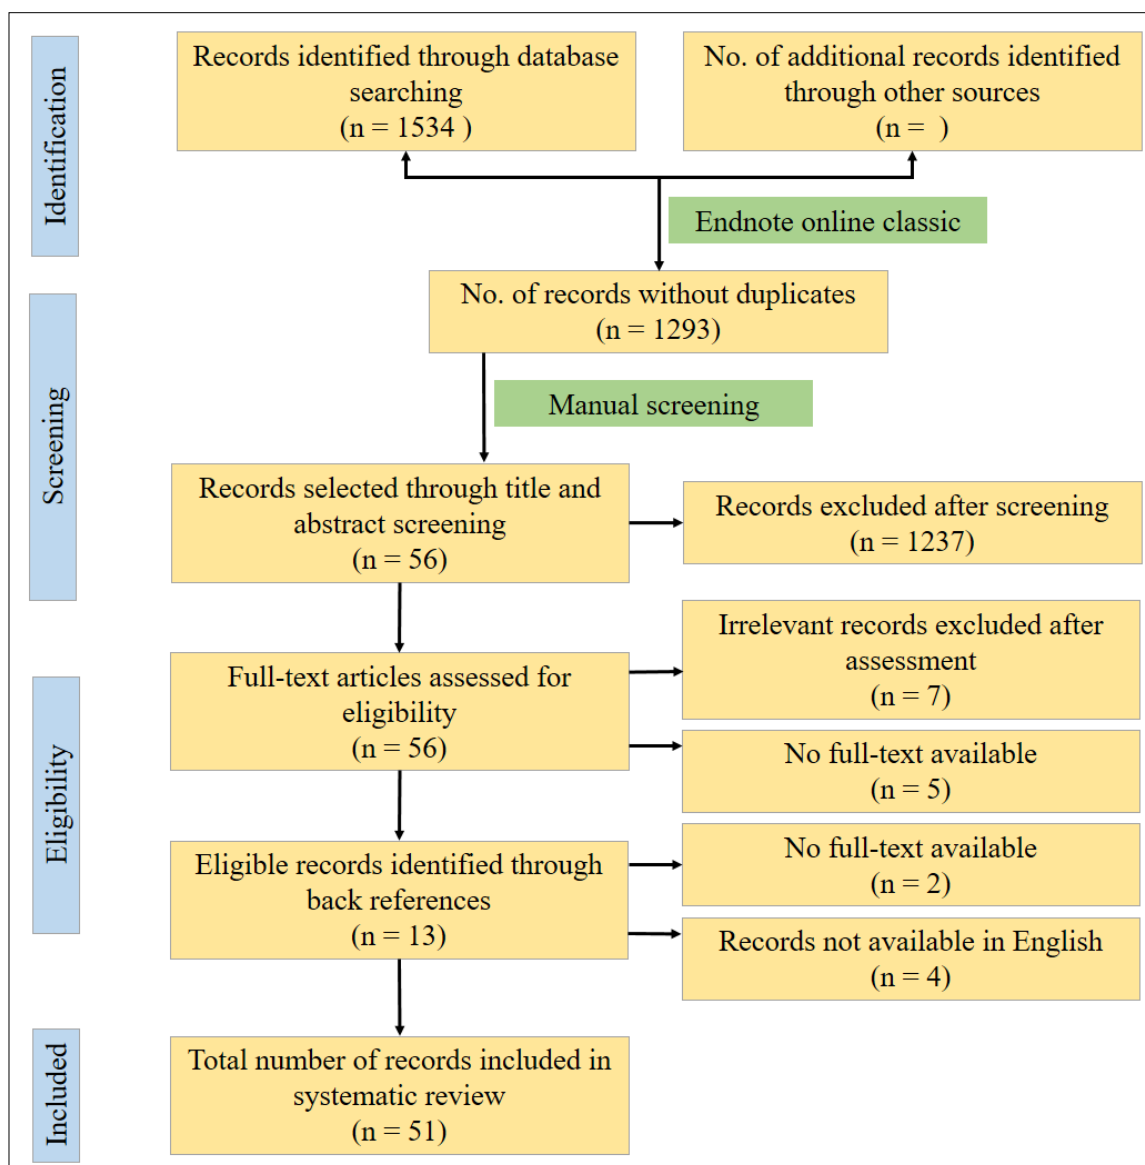 Identification
Records identified through database
searching
(n = 1534 )
No. of additional records identified
through other sources
(n =  )
Endnote online classic
No. of records without duplicates
(n = 1293)
Screening
Manual screening
Records selected through title and
abstract screening
(n = 56)
Records excluded after screening
(n = 1237)
Eligibility
Full-text articles assessed for
eligibility
(n = 56)
Irrelevant records excluded after
assessment
(n = 7)
No full-text available
(n = 5)
Eligible records identified through
back references
(n = 13)
No full-text available
(n = 2)
Records not available in English
(n = 4)
Included
Total number of records included in
systematic review
(n = 51)